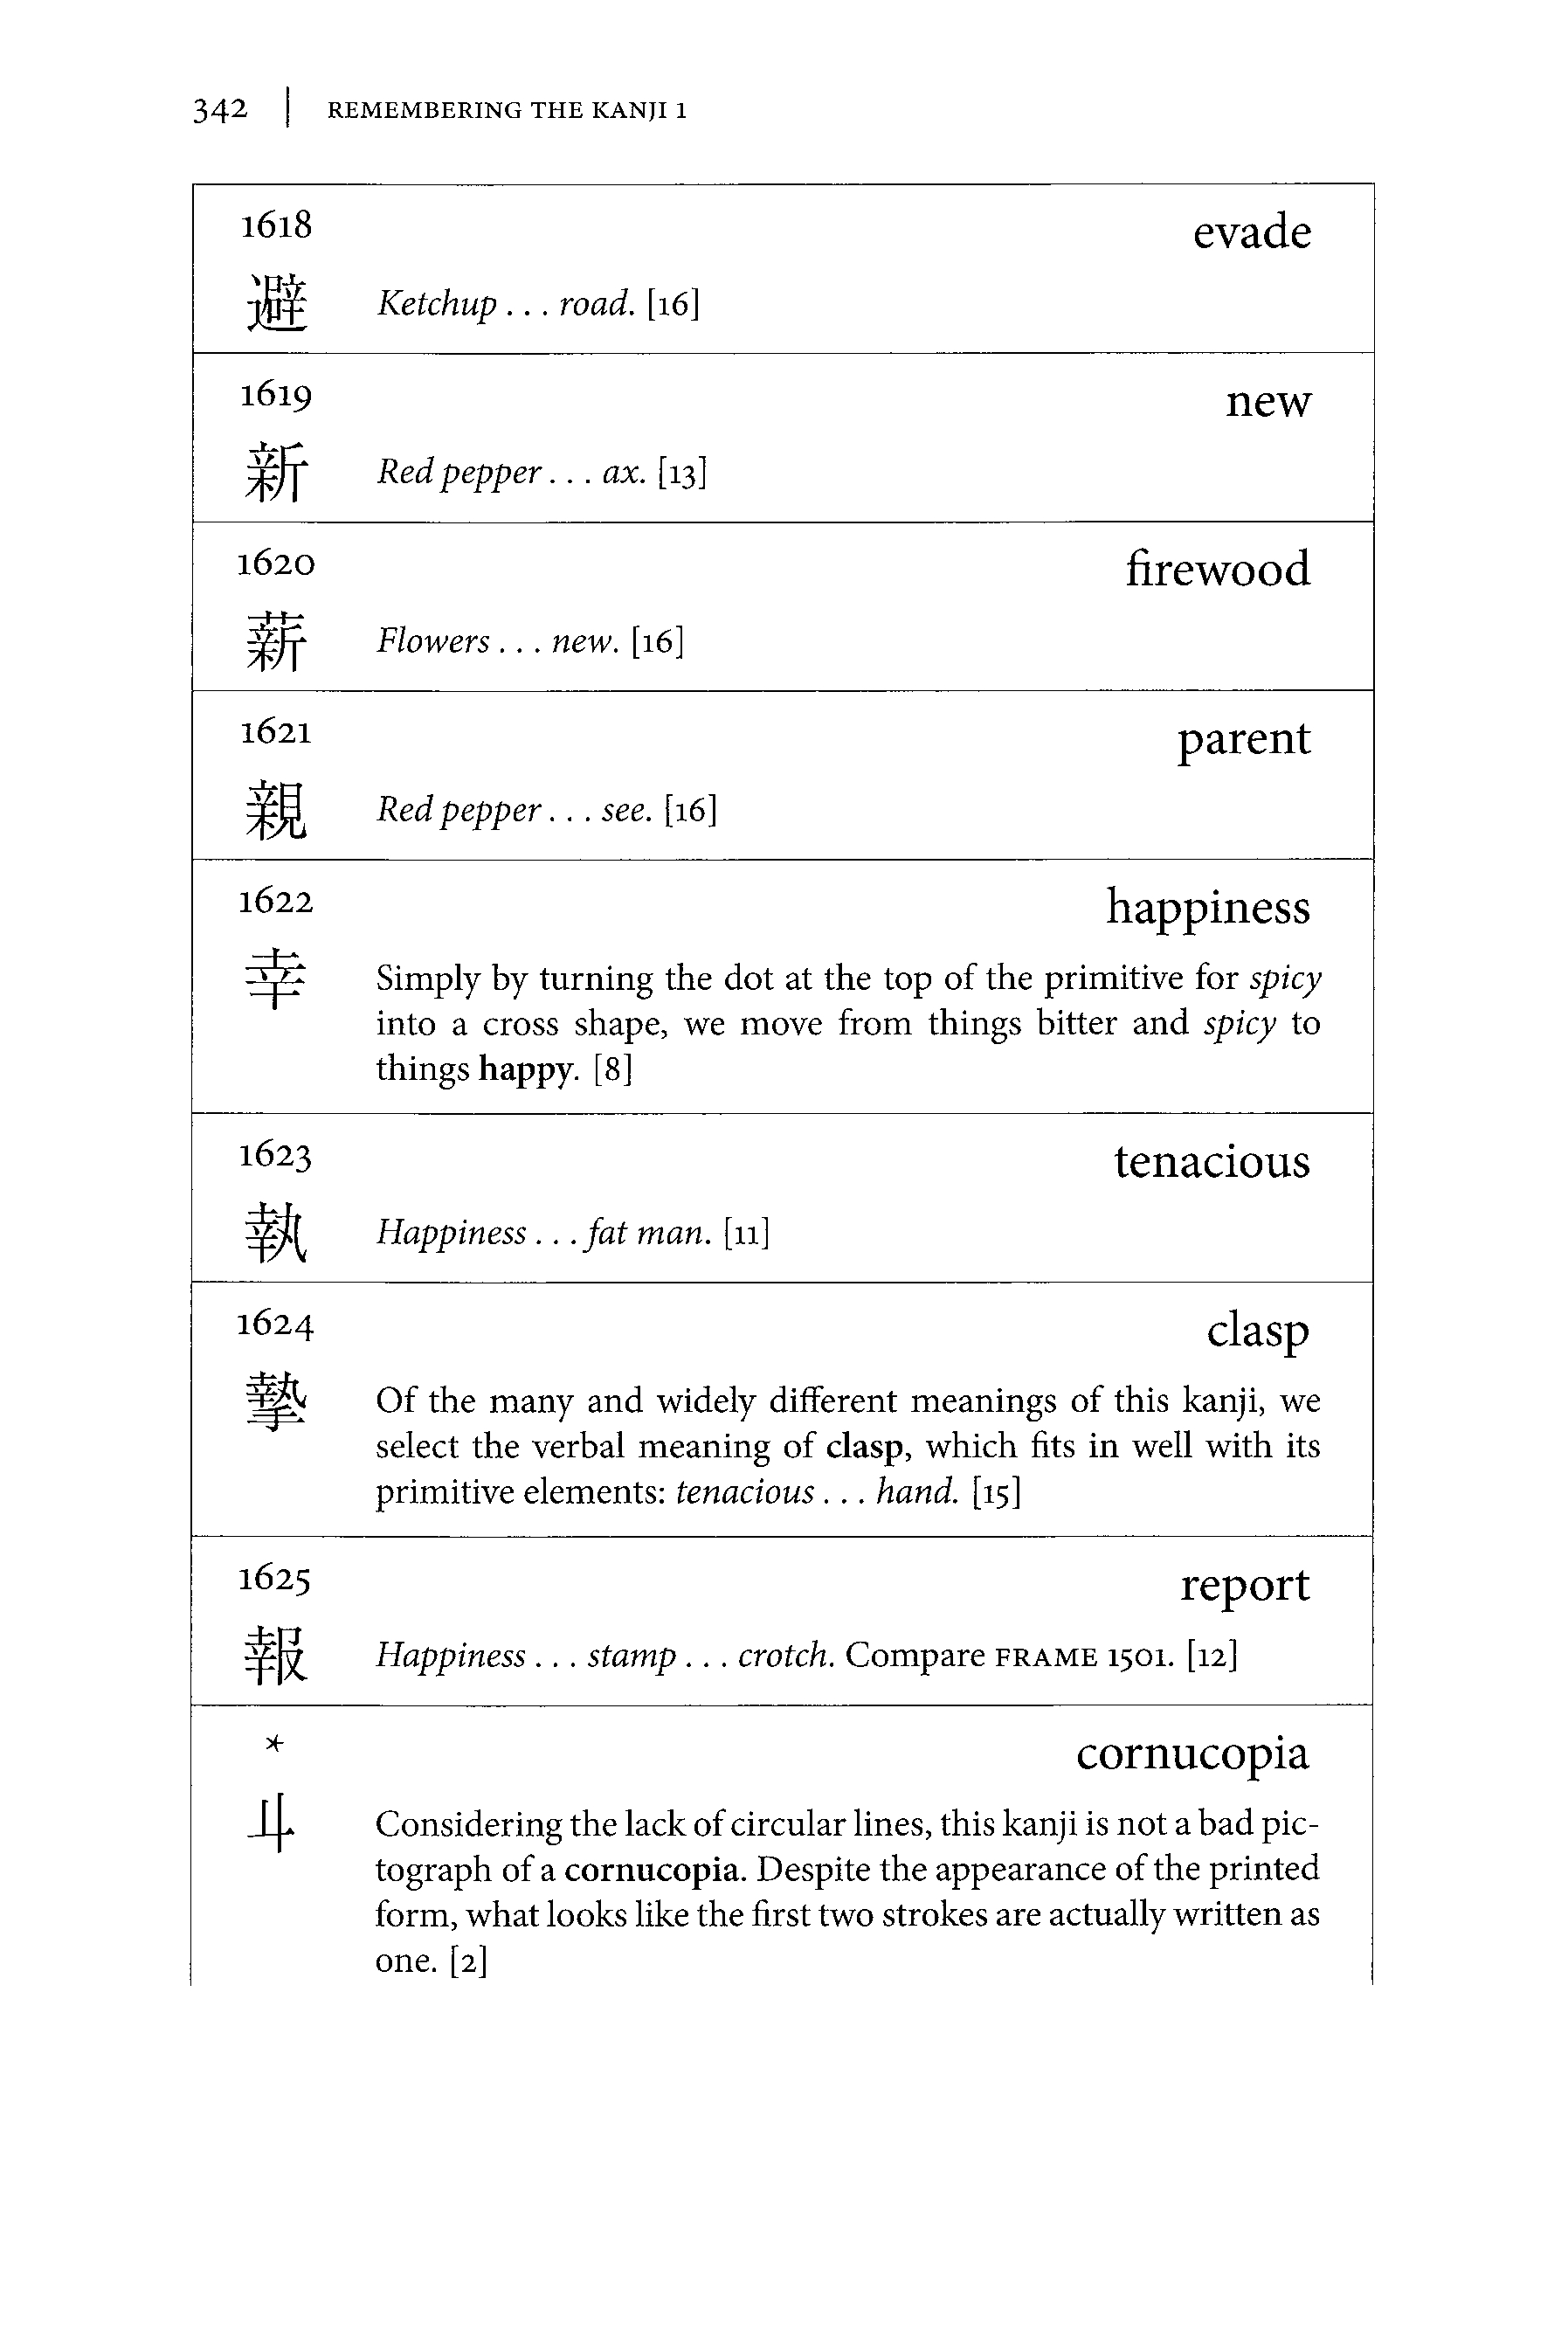 342 | REMEMBERING THE KANJI 1
1618 evade
避 Ketchup . . . road. [16]
1619 new
新 Red pepper . . . ax. [13]
1620 firewood
薪 Flowers . . . new. [16]
1621 parent
親 Red pepper . . . see. [16]
1622 happiness
幸 Simply by turning the dot at the top of the primitive for spicy
into a cross shape, we move from things bitter and spicy to
things happy. [8]
1623 tenacious
執 Happiness . . . fat man. [11]
1624 clasp
摯 Of the many and widely different meanings of this kanji, we
select the verbal meaning of clasp, which fits in well with its
primitive elements: tenacious . . . hand. [15]
1625 report
報 Happiness . . . stamp . . . crotch. Compare FRAME 1501. [12]
* cornucopia
丩 Considering the lack of circular lines, this kanji is not a bad pic-
tograph of a cornucopia. Despite the appearance of the printed
form, what looks like the first two strokes are actually written as
one. [2]